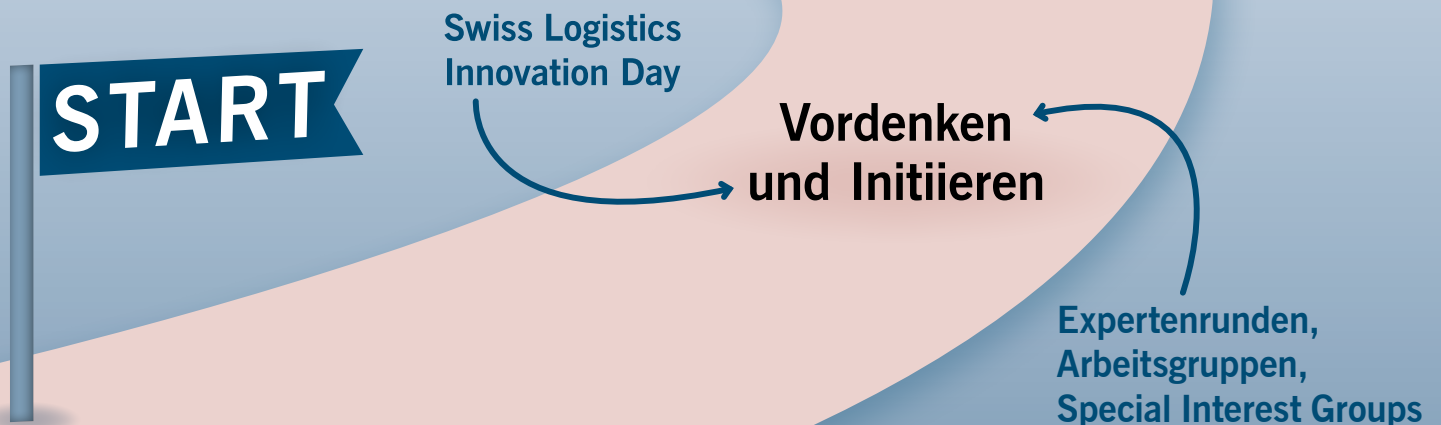 START
Swiss Logistics
Innovation Day
Vordenken
und Initiieren
Expertenrunden,
Arbeitsgruppen,
Special Interest Groups